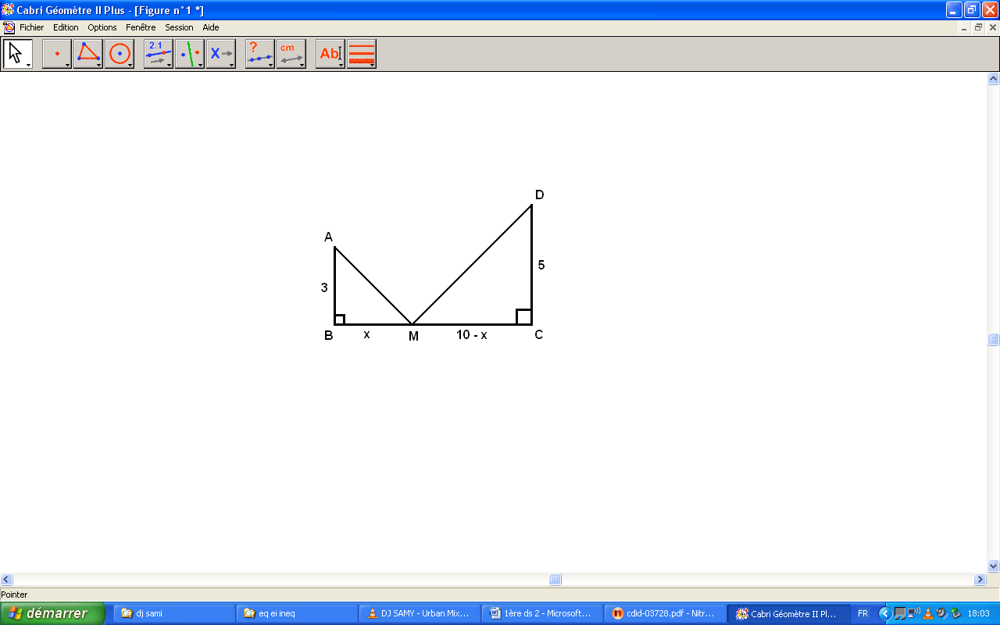 Cabri Géomètre II Plus - [Figure n°1 *]
Fichier Edition Options Fenêtre Session Aide
2.1 X ? cm Ab
D
A
5
3
B x M 10 - x C
Pointer
démarrer dj sami eq ei ineq DJ SAMY - Urban Mix... 1ère ds 2 - Microsoft... cdid-03728.pdf - Nitr... Cabri Géomètre II Pl... FR 18:03